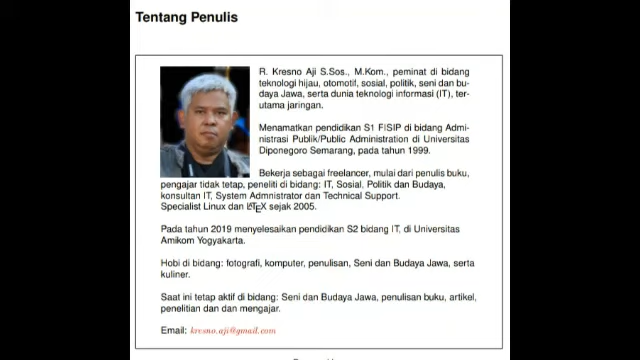 Tentang Penulis
R. Kresno Aji S.Sos., M.Kom., peminat di bidang
teknologi hijau, otomotif, sosial, politik, seni dan bu-
daya Jawa, serta dunia teknologi informasi (IT), ter-
utama jaringan.
Menamatkan pendidikan S1 FISIP di bidang Admi-
nistrasi Publik/Public Administration di Universitas
Diponegoro Semarang, pada tahun 1999.
Bekerja sebagai freelancer, mulai dari penulis buku,
pengajar tidak tetap, peneliti di bidang: IT, Sosial, Politik dan Budaya,
konsultan IT, System Admnistrator dan Technical Support.
Specialist Linux dan LATEX sejak 2005.
Pada tahun 2019 menyelesaikan pendidikan S2 bidang IT, di Universitas
Amikom Yogyakarta.
Hobi di bidang: fotografi, komputer, penulisan, Seni dan Budaya Jawa, serta
kuliner.
Saat ini tetap aktif di bidang: Seni dan Budaya Jawa, penulisan buku, artikel,
penelitian dan dan mengajar.
Email: kresno.aji@gmail.com